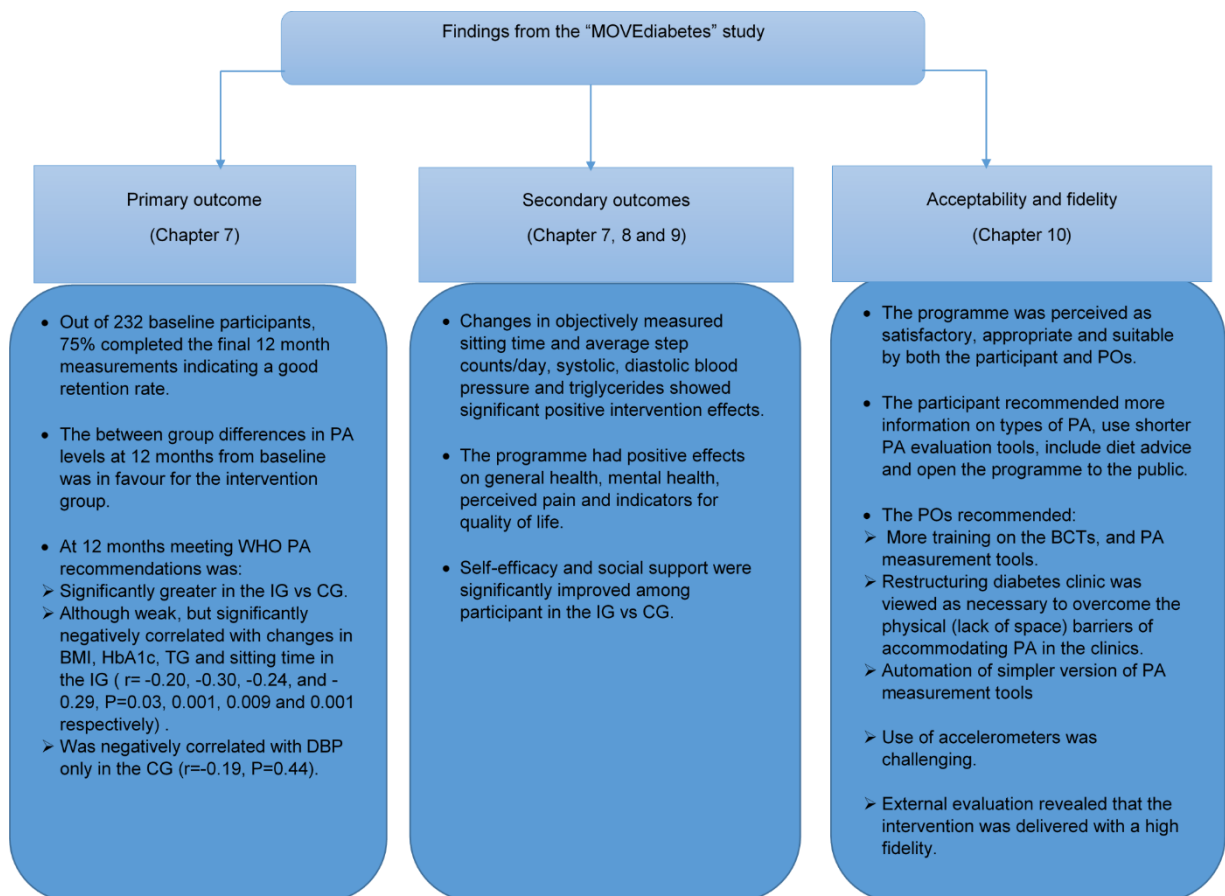 Findings from the “MOVEdiabetes” study
Primary outcome
(Chapter 7)
• Out of 232 baseline participants,
75% completed the final 12 month
measurements indicating a good
retention rate.
• The between group differences in PA
levels at 12 months from baseline
was in favour for the intervention
group.
• At 12 months meeting WHO PA
recommendations was:
➢ Significantly greater in the IG vs CG.
➢ Although weak, but significantly
negatively correlated with changes in
BMI, HbA1c, TG and sitting time in
the IG ( r= -0.20, -0.30, -0.24, and -
0.29, P=0.03, 0.001, 0.009 and 0.001
respectively) .
➢ Was negatively correlated with DBP
only in the CG (r=-0.19, P=0.44).
Secondary outcomes
(Chapter 7, 8 and 9)
• Changes in objectively measured
sitting time and average step
counts/day, systolic, diastolic blood
pressure and triglycerides showed
significant positive intervention effects.
• The programme had positive effects
on general health, mental health,
perceived pain and indicators for
quality of life.
• Self-efficacy and social support were
significantly improved among
participant in the IG vs CG.
Acceptability and fidelity
(Chapter 10)
• The programme was perceived as
satisfactory, appropriate and suitable
by both the participant and POs.
• The participant recommended more
information on types of PA, use shorter
PA evaluation tools, include diet advice
and open the programme to the public.
• The POs recommended:
➢ More training on the BCTs, and PA
measurement tools.
➢ Restructuring diabetes clinic was
viewed as necessary to overcome the
physical (lack of space) barriers of
accommodating PA in the clinics.
➢ Automation of simpler version of PA
measurement tools
➢ Use of accelerometers was
challenging.
➢ External evaluation revealed that the
intervention was delivered with a high
fidelity.